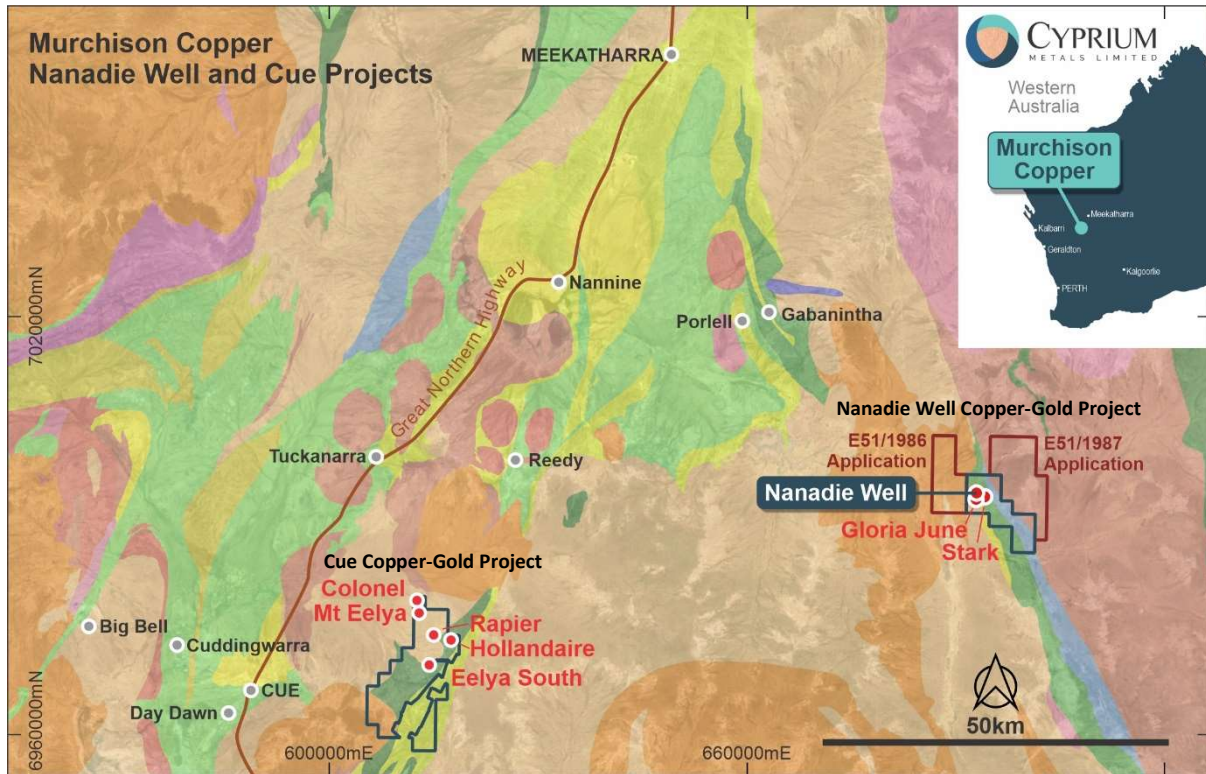 Murchison Copper
Nanadie Well and Cue Projects
MEEKATHARRA
CYPRIUM
METALS LIMITED
Western
Australia
Murchison
Copper
Meekatharra
Kalbarri
Geraldton
Kalgoorlie
PERTH
7020000mN
Great Northern Highway
Nannine
Porlell
Gabanintha
Nanadie Well Copper-Gold Project
E51/1986
Application
E51/1987
Application
Tuckanarra
Reedy
Nanadie Well
Gloria June
Stark
Cue Copper-Gold Project
Colonel
Mt Eelya
Rapier
Hollandaire
Eelya South
Big Bell
Cuddingwarra
CUE
Day Dawn
6960000mN
600000mE
660000mE
50km